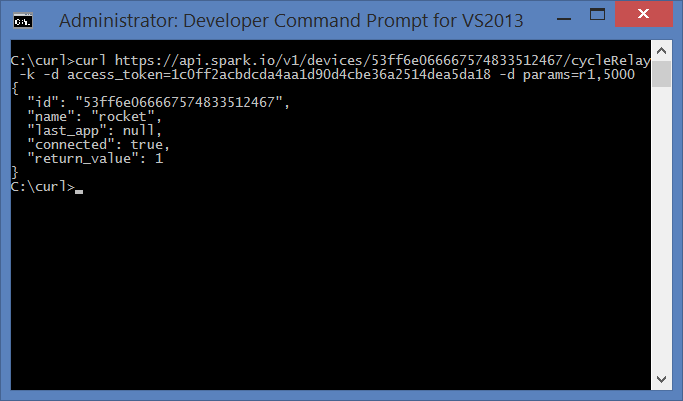 Administrator: Developer Command Prompt for VS2013
C:\curl>curl https://api.spark.io/v1/devices/53ff6e066667574833512467/cycleRelay
 -k -d access_token=1c0ff2acbdcda4aa1d90d4cbe36a2514dea5da18 -d params=r1,5000
{
  "id": "53ff6e066667574833512467",
  "name": "rocket",
  "last_app": null,
  "connected": true,
  "return_value": 1
}
C:\curl>